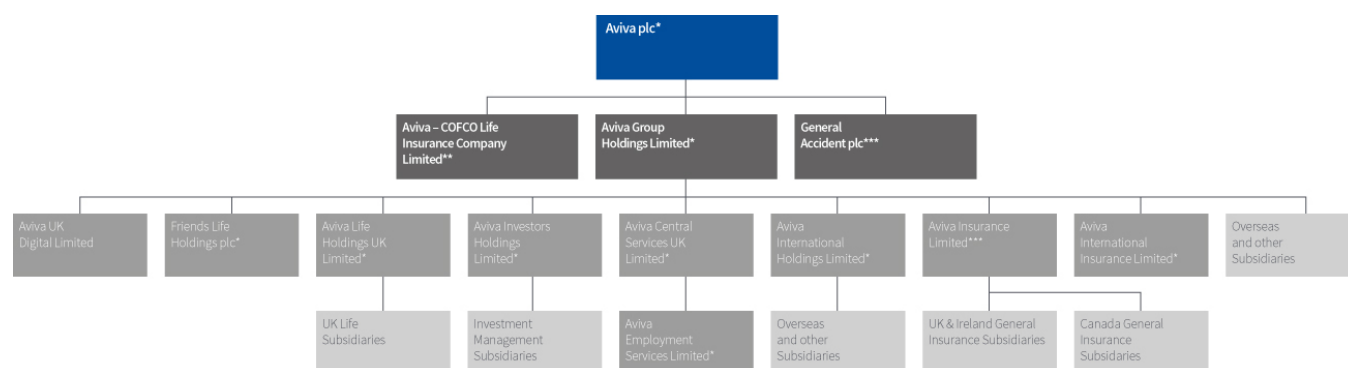 Aviva plc*
Aviva – COFCO Life
Insurance Company
Limited**
Aviva Group
Holdings Limited*
General
Accident plc***
Aviva UK
Digital Limited
Friends Life
Holdings plc*
Aviva Life
Holdings UK
Limited*
Aviva Investors
Holdings
Limited*
Aviva Central
Services UK
Limited*
Aviva
International
Holdings Limited*
Aviva Insurance
Limited***
Aviva
International
Insurance Limited*
Overseas
and other
Subsidiaries
UK Life
Subsidiaries
Investment
Management
Subsidiaries
Aviva
Employment
Services Limited*
Overseas
and other
Subsidiaries
UK & Ireland General
Insurance Subsidiaries
Canada General
Insurance
Subsidaries